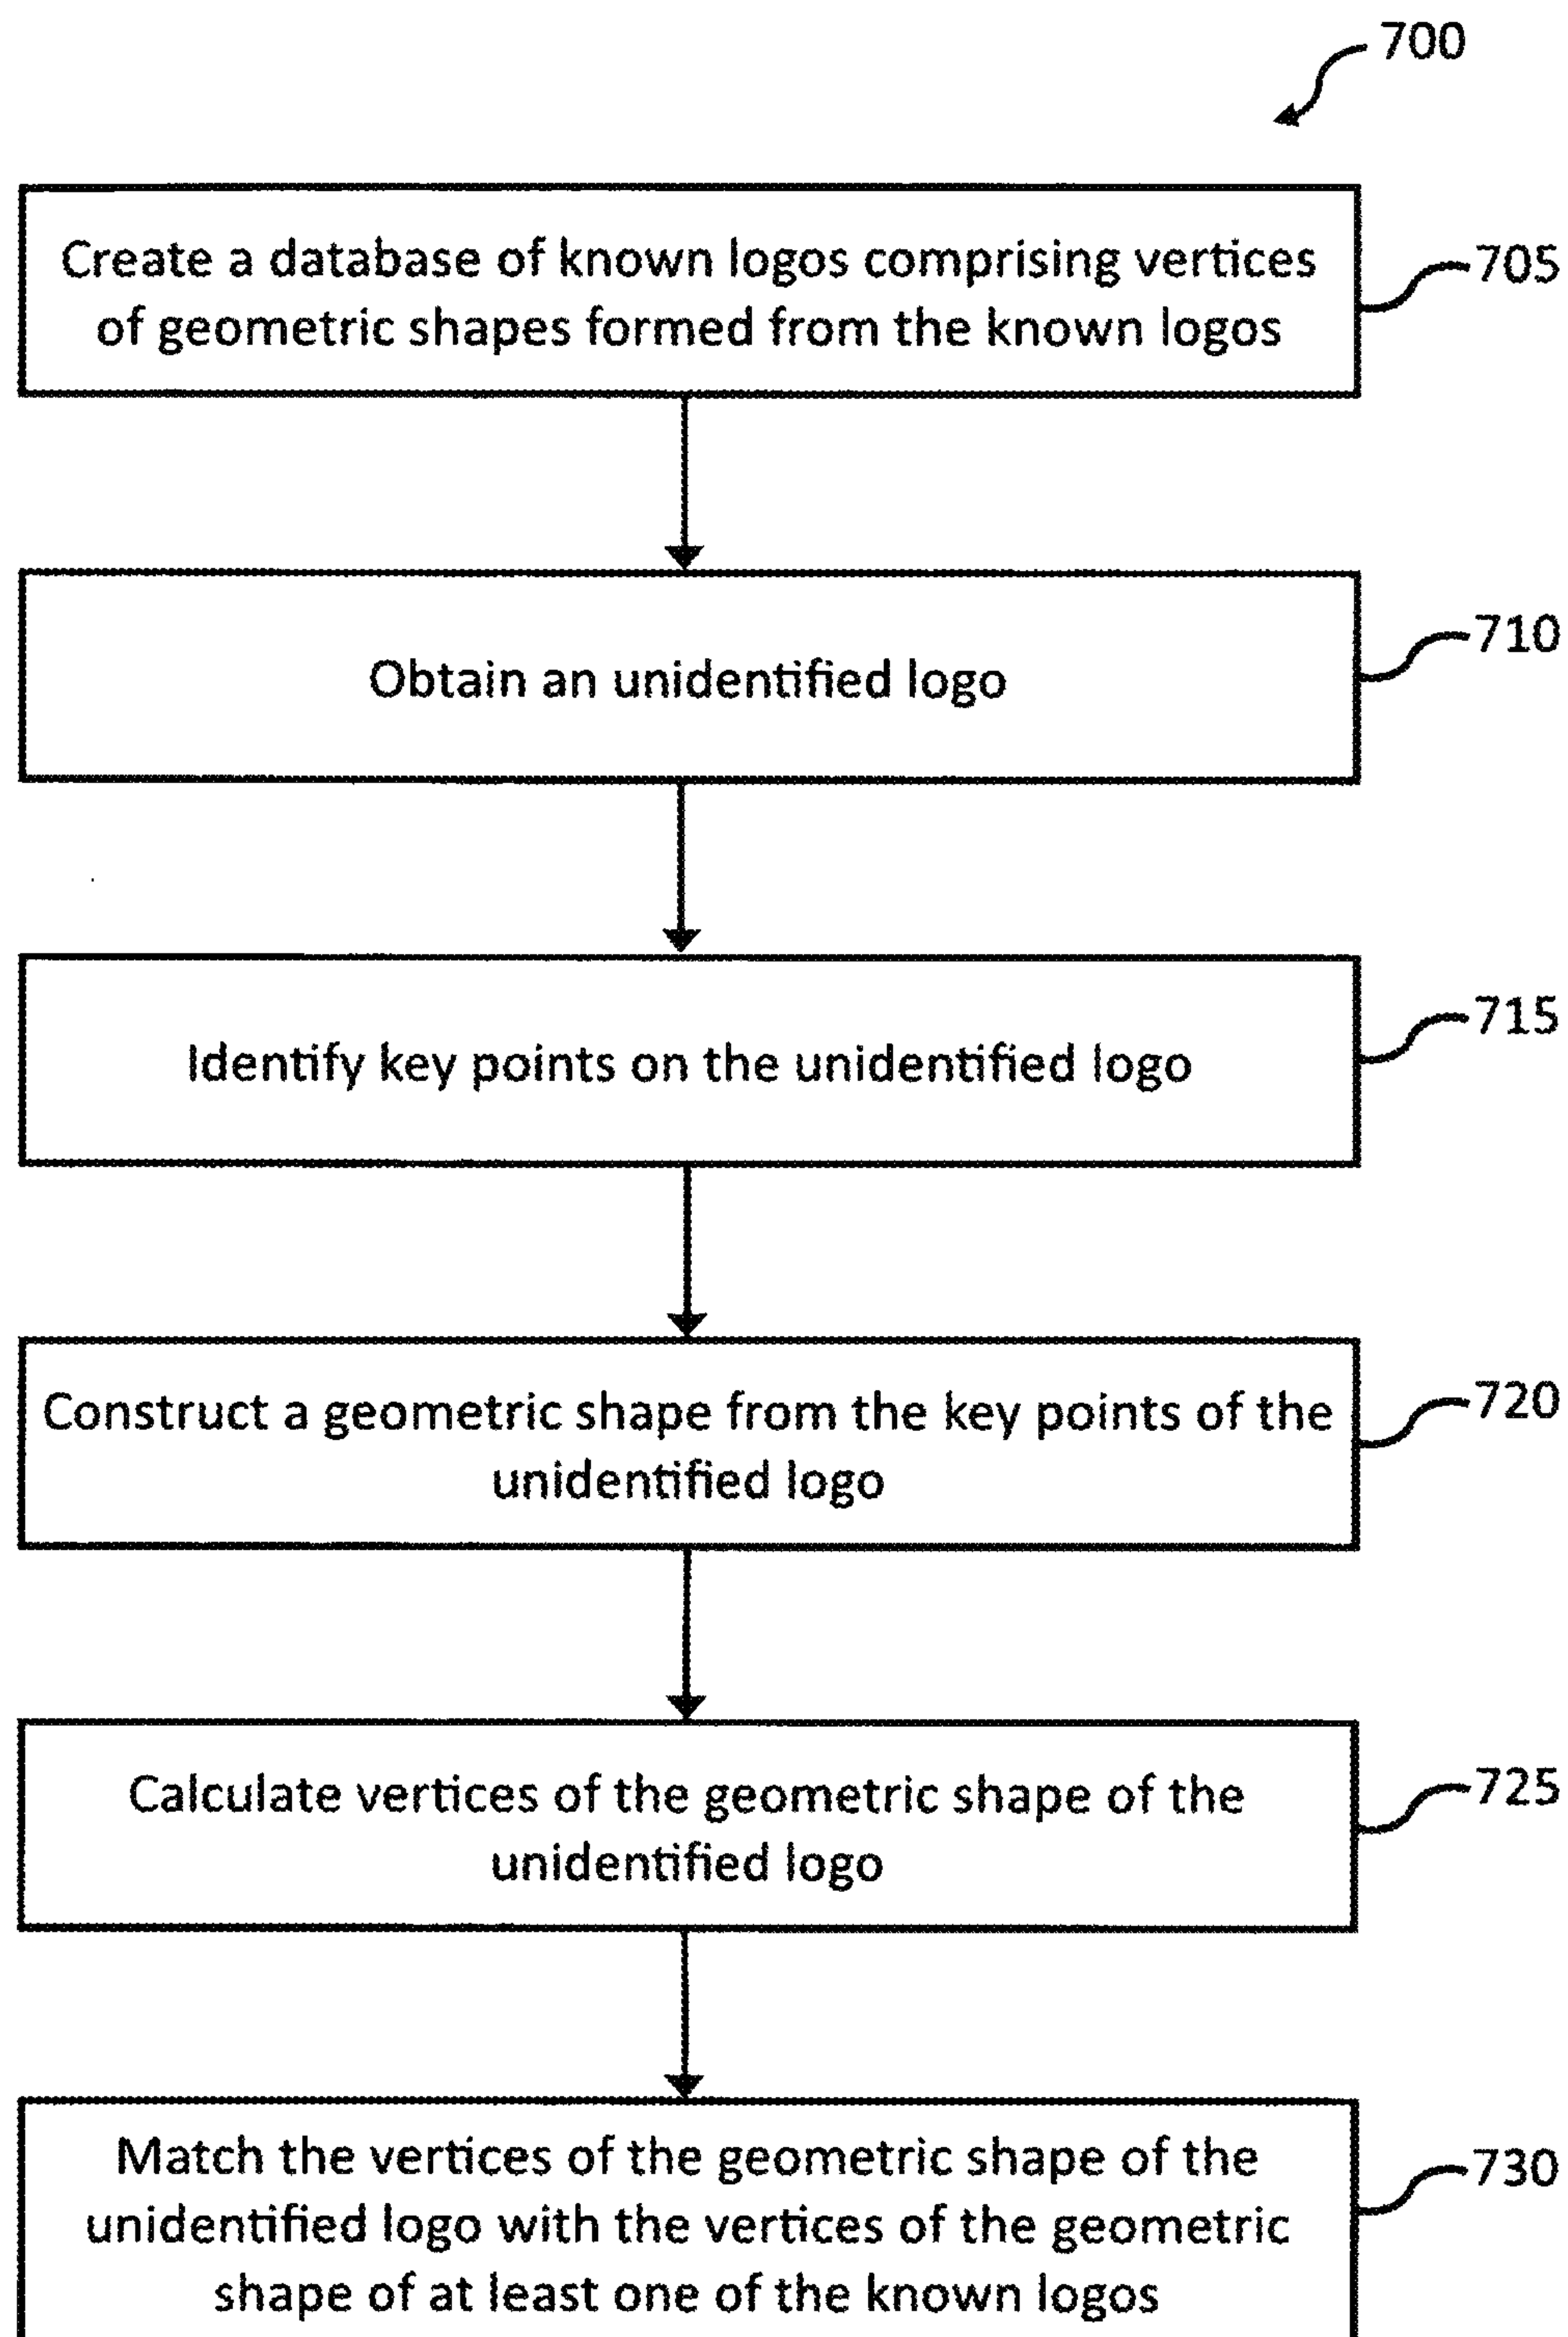 700
Create a database of known logos comprising vertices
of geometric shapes formed from the known logos
705
Obtain an unidentified logo
710
Identify key points on the unidentified logo
715
Construct a geometric shape from the key points of the
unidentified logo
720
Calculate vertices of the geometric shape of the
unidentified logo
725
Match the vertices of the geometric shape of the
unidentified logo with the vertices of the geometric
shape of at least one of the known logos
730